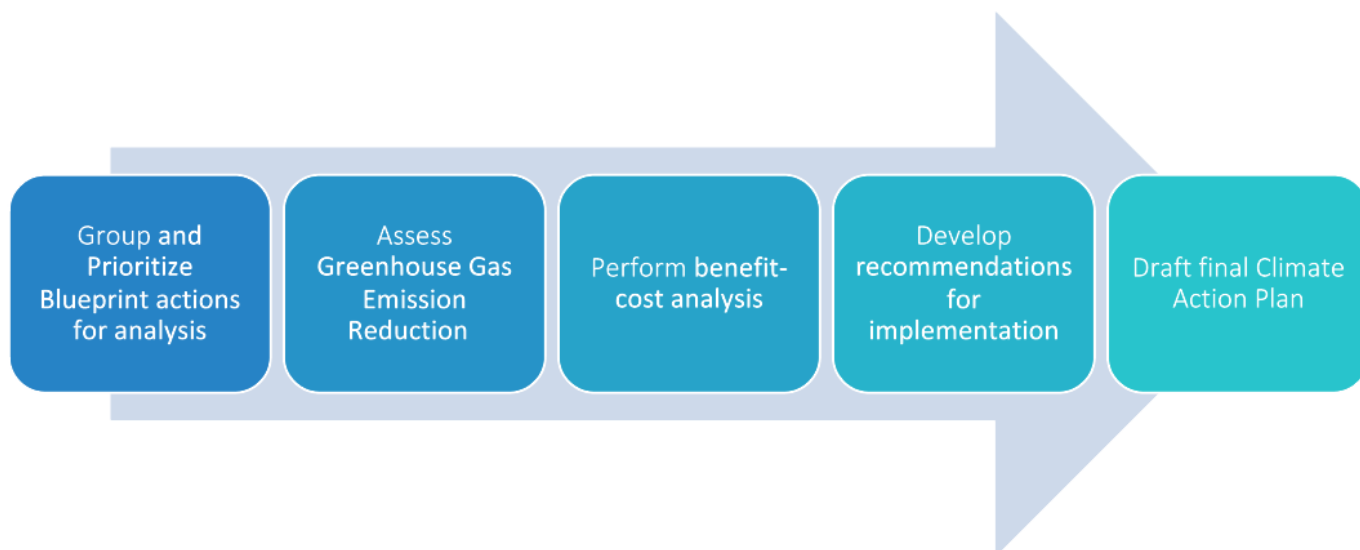 Group and
Prioritize
Blueprint actions
for analysis
Assess
Greenhouse Gas
Emission
Reduction
Perform benefit-
cost analysis
Develop
recommendations
for
implementation
Draft final Climate
Action Plan